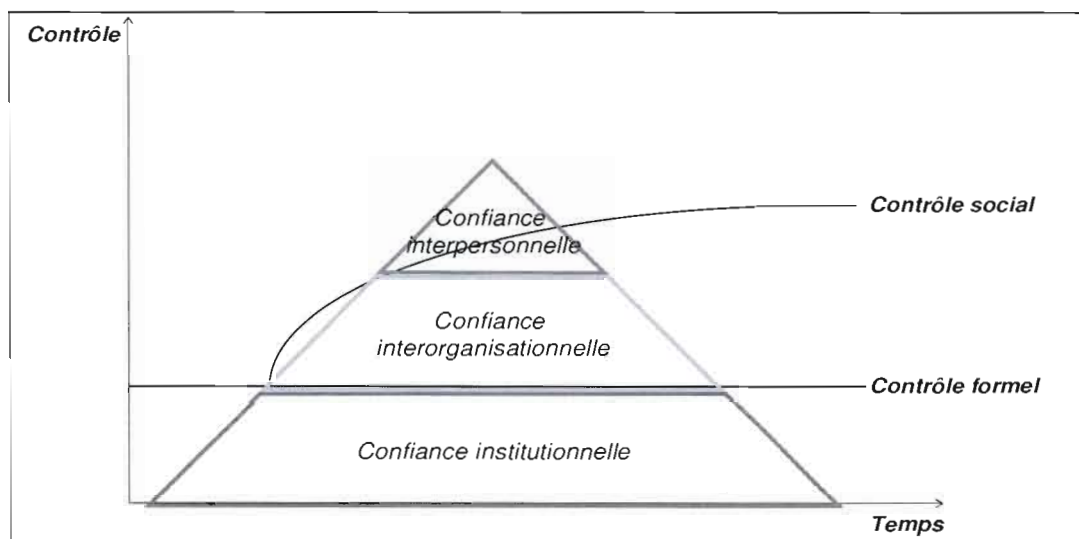 Contrôle
Confiance
interpersonnelle
Contrôle social
Confiance
interorganisationnelle
Contrôle formel
Confiance institutionnelle
Temps